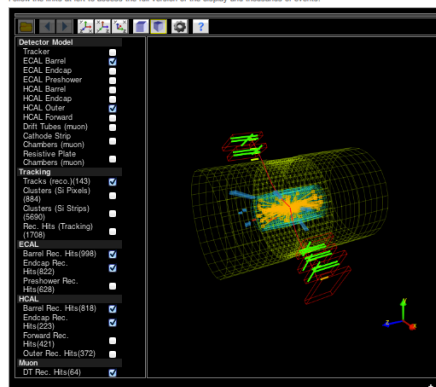 Detector Model
Tracker
ECAL Barrel
ECAL Endcap
ECAL Preshower
HCAL Barrel
HCAL Endcap
HCAL Outer
HCAL Forward
Drift Tubes (muon)
Cathode Strip
Chambers (muon)
Resistive Plate
Chambers (muon)
Tracking
Tracks (reco.)(143)
Clusters (Si Pixels)
(884)
Clusters (Si Strips)
(5690)
Rec. Hits (Tracking)
(1708)
ECAL
Barrel Rec. Hits(998)
Endcap Rec.
Hits(822)
Preshower Rec.
Hits(628)
HCAL
Barrel Rec. Hits(818)
Endcap Rec.
Hits(223)
Forward Rec.
Hits(421)
Outer Rec. Hits(372)
Muon
DT Rec. Hits(64)